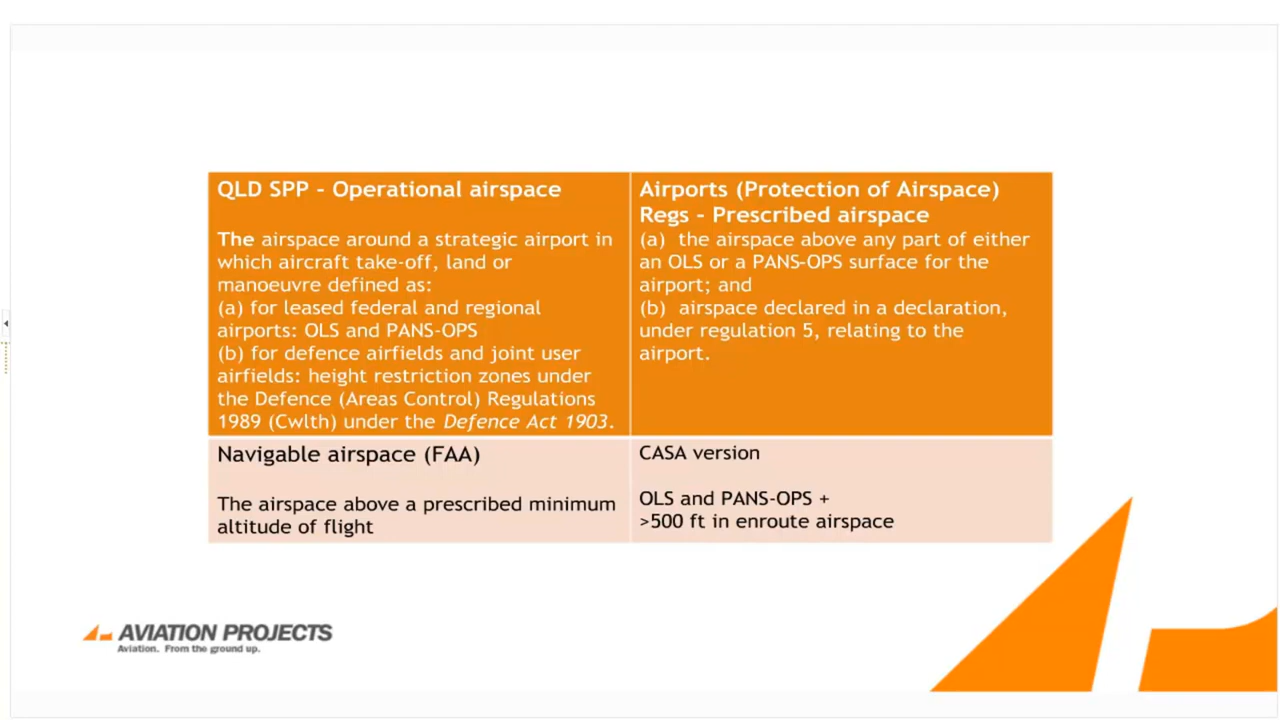 QLD SPP - Operational airspace
The airspace around a strategic airport in
which aircraft take-off, land or
manoeuvre defined as:
(a) for leased federal and regional
airports: OLS and PANS-OPS
(b) for defence airfields and joint user
airfields: height restriction zones under
the Defence (Areas Control) Regulations
1989 (Cwlth) under the Defence Act 1903.
Airports (Protection of Airspace)
Regs - Prescribed airspace
(a) the airspace above any part of either
an OLS or a PANS-OPS surface for the
airport; and
(b) airspace declared in a declaration,
under regulation 5, relating to the
airport.
Navigable airspace (FAA)
The airspace above a prescribed minimum
altitude of flight
CASA version
OLS and PANS-OPS +
>500 ft in enroute airspace
AVIATION PROJECTS
Aviation. From the ground up.